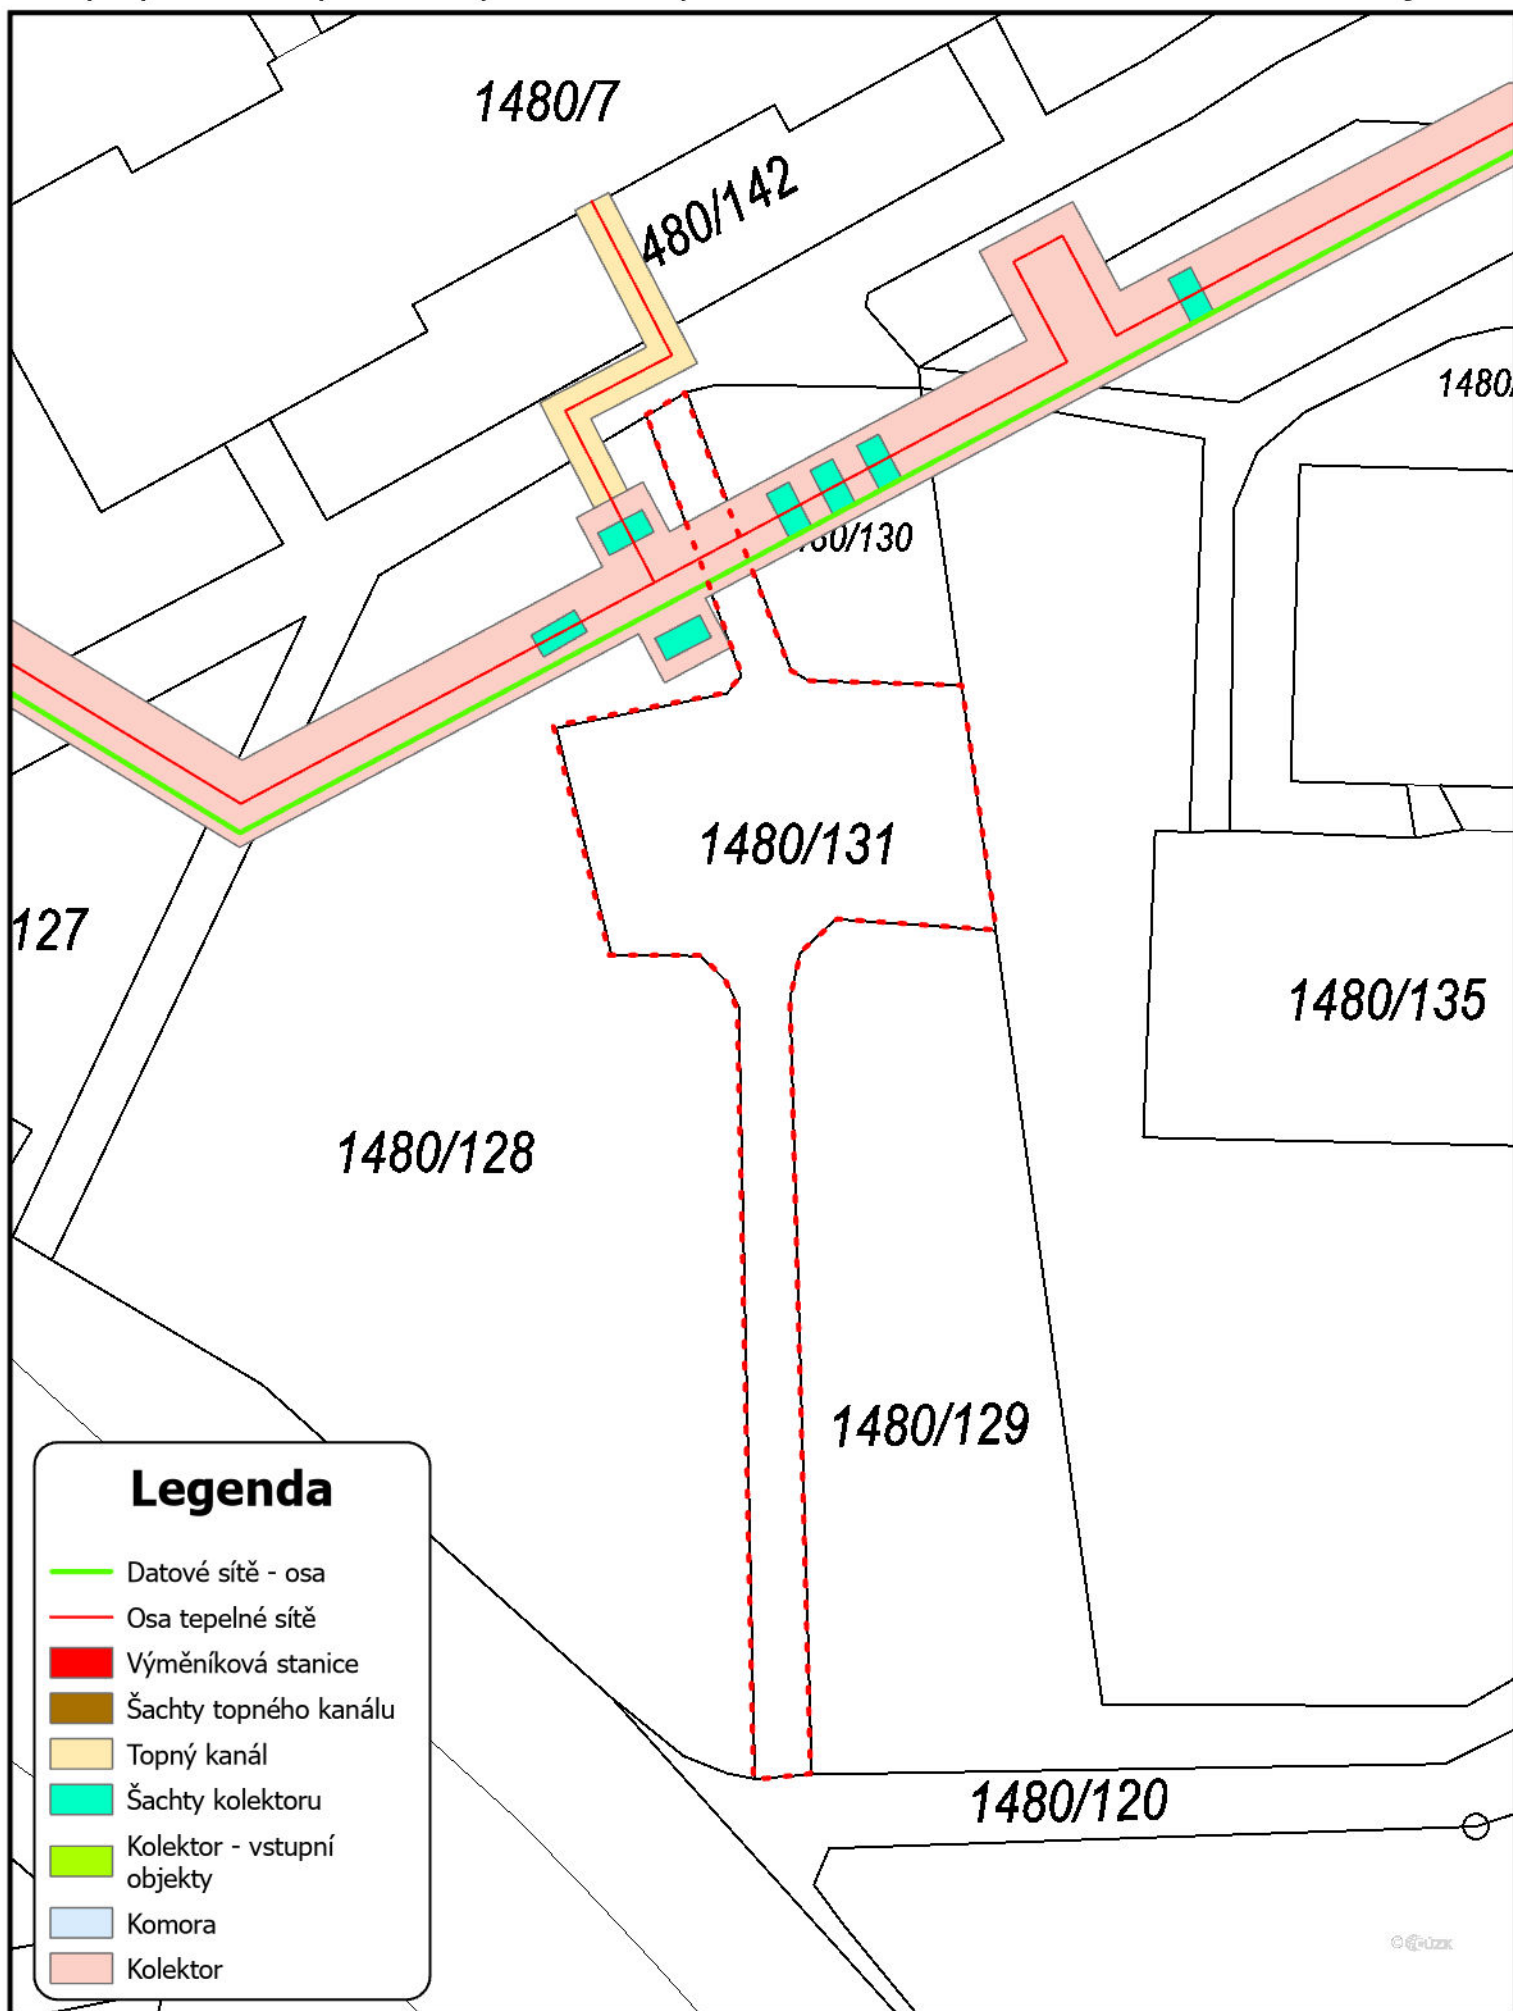 1480/7
480/142
1480/
1480/131
127
1480/135
1480/128
1480/129
1480/120
Legenda
Datové sítě - osa
Osa tepelné sítě
Výměníková stanice
Šachty topného kanálu
Topný kanál
Šachty kolektoru
Kolektor - vstupní
objekty
Komora
Kolektor
© ČÚZK